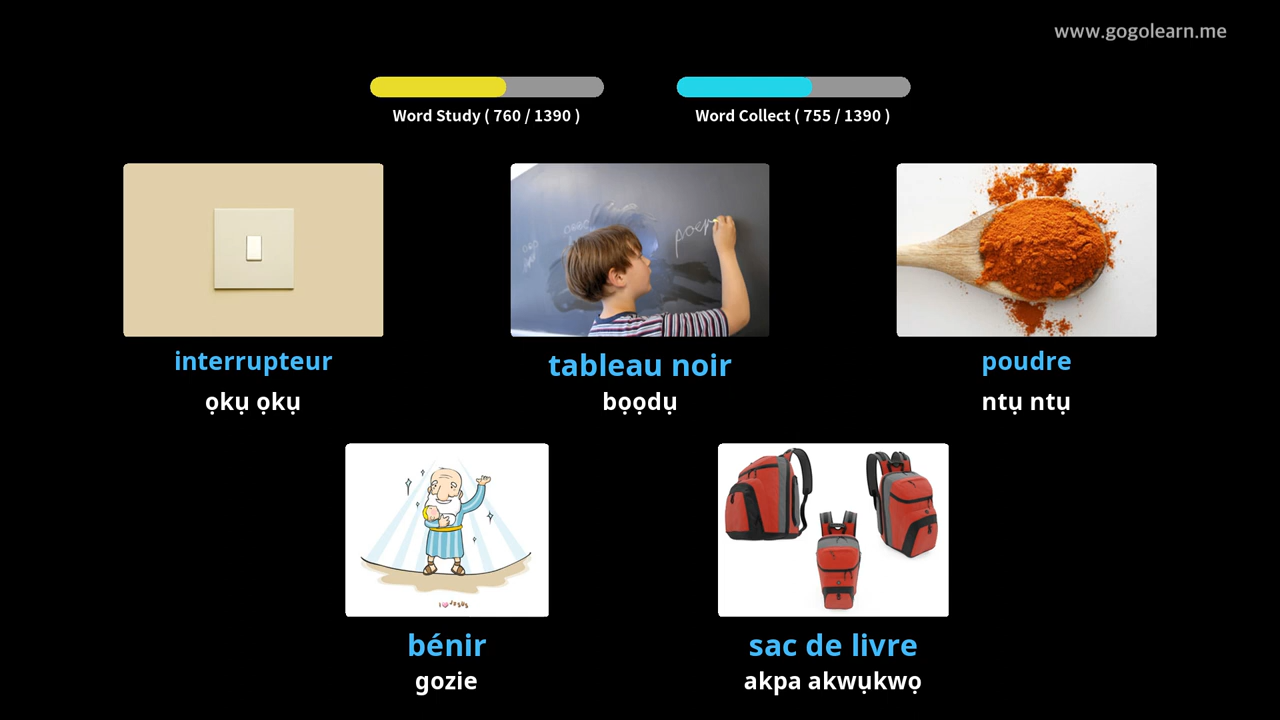 www.gogolearn.me
Word Study ( 760 / 1390 )
Word Collect ( 755 / 1390 )
interrupteur
tableau noir
poudre
ọkụ ọkụ
bọọdụ
ntụ ntụ
bénir
sac de livre
gozie
akpa akwụkwọ